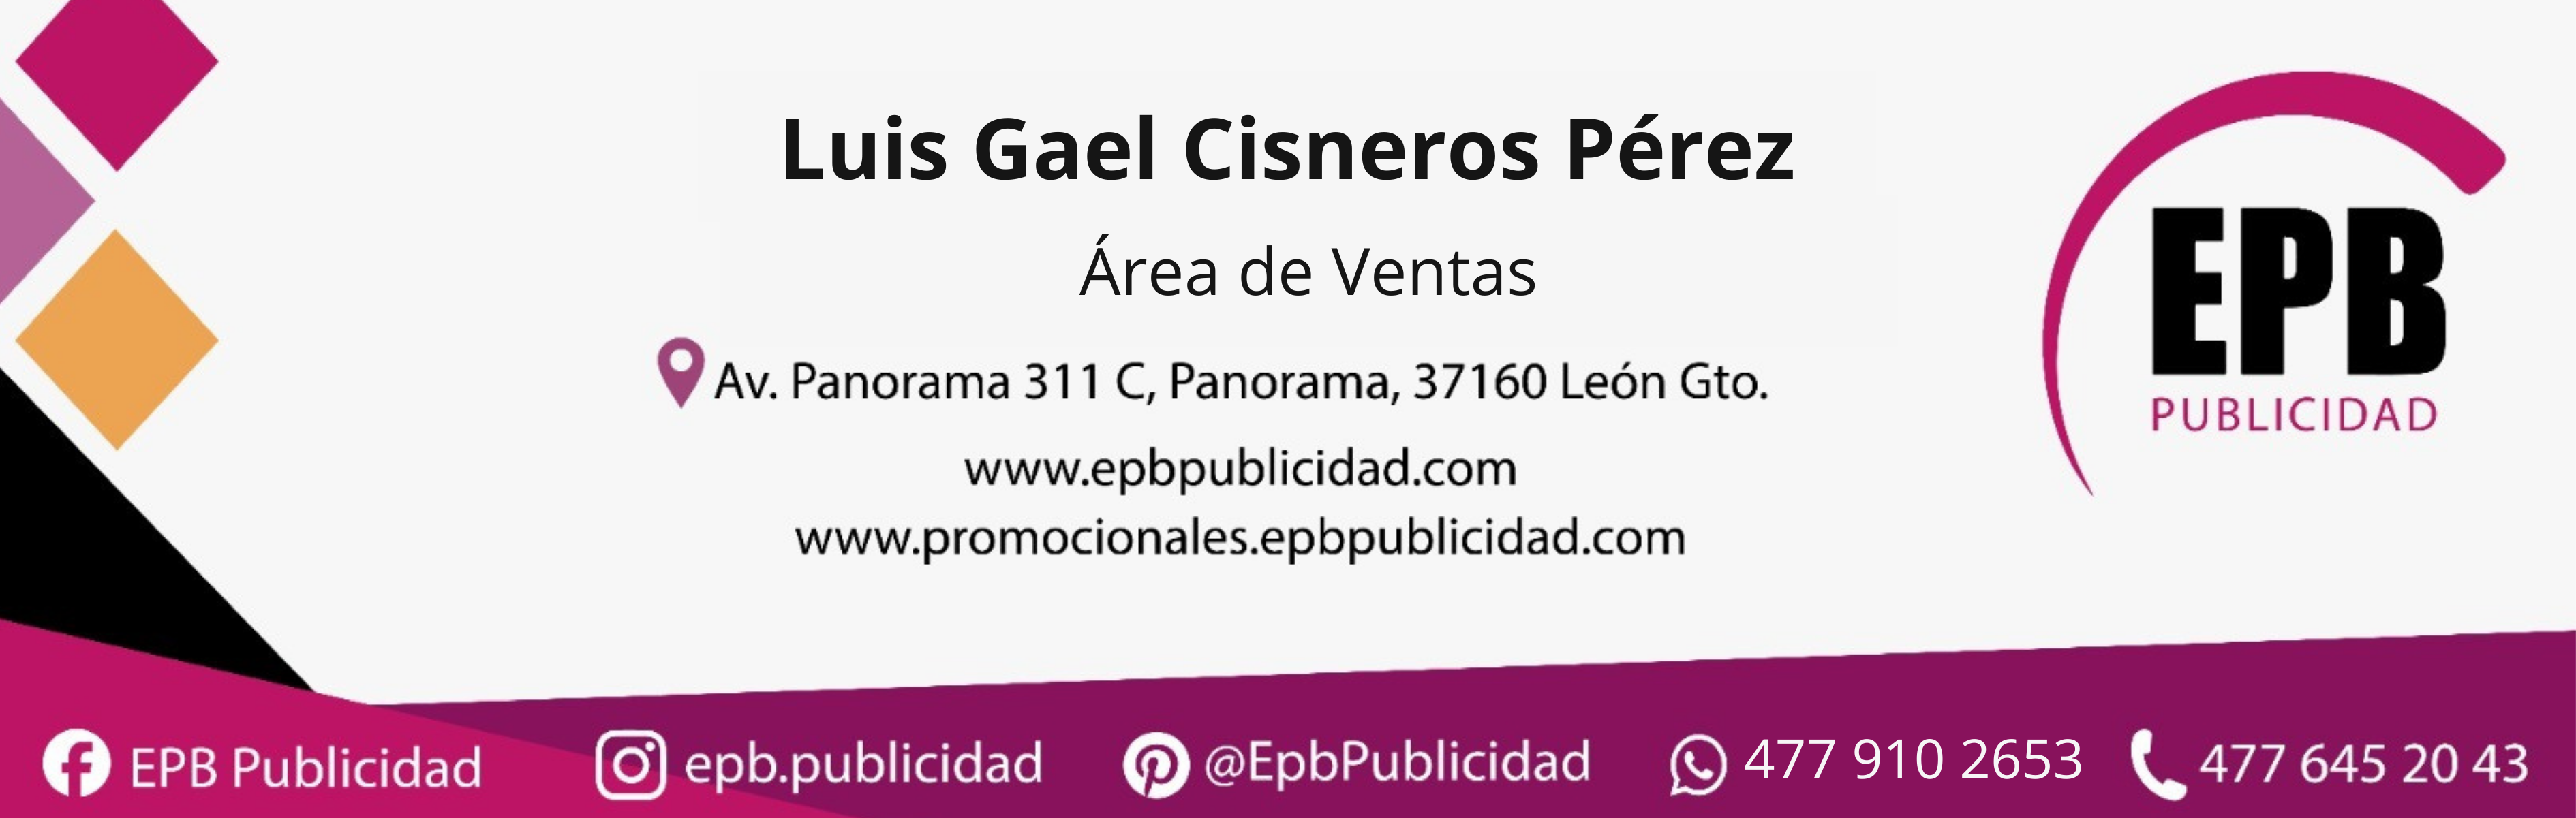 Luis Gael Cisneros Pérez
Área de Ventas
Av. Panorama 311 C, Panorama, 37160 León Gto.
www.epbpublicidad.com
www.promocionales.epbpublicidad.com
EPB
PUBLICIDAD
EPB Publicidad
epb.publicidad
@EpbPublicidad
477 910 2653
477 645 20 43